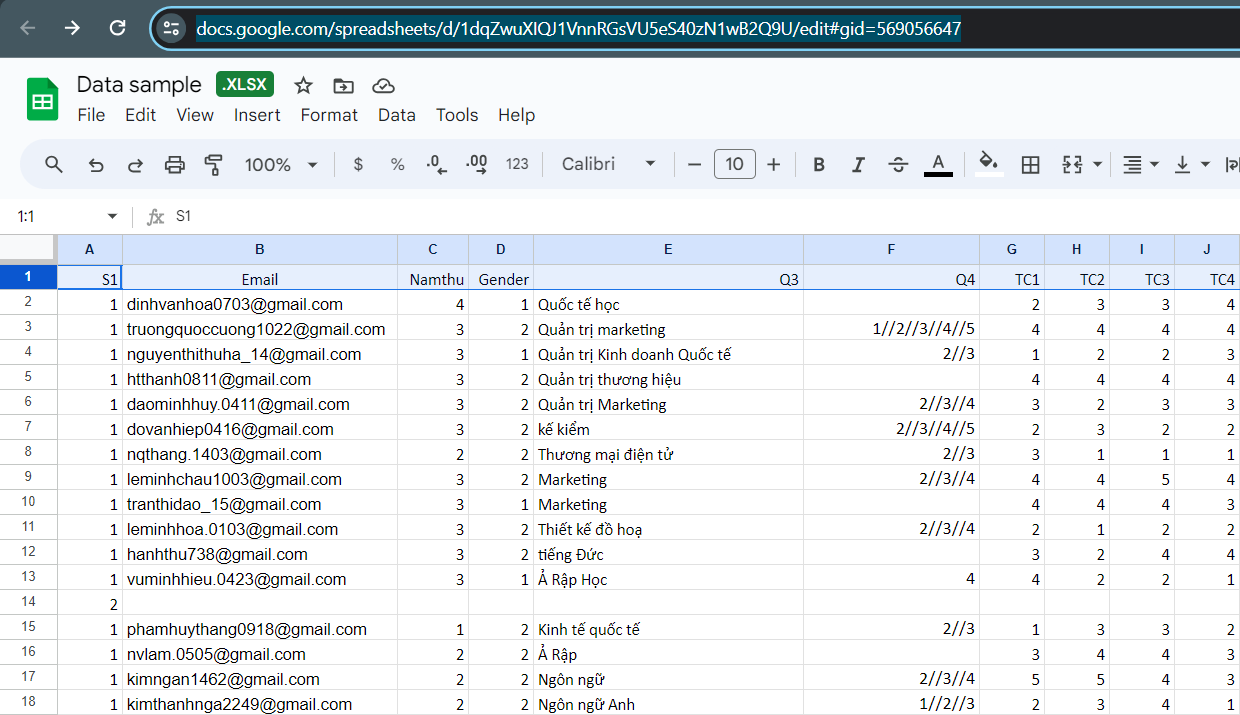 docs.google.com/spreadsheets/d/1dqZwuXIQJ1VnnRGsVU5eS40zN1wB2Q9U/edit#gid=569056647
Data sample .XLSX
File Edit View Insert Format Data Tools Help
100% $ % .0 .00 123 Calibri 10 B I S A
1:1 fx S1
A B C D E F G H I J
1 S1 Email Namthu Gender Q3 Q4 TC1 TC2 TC3 TC4
2 1 dinhvanhoa0703@gmail.com 4 1 Quốc tế học 2 3 3 4
3 1 truongquoccuong1022@gmail.com 3 2 Quản trị marketing 1//2//3//4//5 4 4 4 4
4 1 nguyenthithuha_14@gmail.com 3 1 Quản trị Kinh doanh Quốc tế 2//3 1 2 2 3
5 1 htthanh0811@gmail.com 3 2 Quản trị thương hiệu 4 4 4 4
6 1 daominhhuy.0411@gmail.com 3 2 Quản trị Marketing 2//3//4 3 2 3 3
7 1 dovanhiep0416@gmail.com 3 2 kế kiểm 2//3//4//5 2 3 2 2
8 1 nqthang.1403@gmail.com 2 2 Thương mại điện tử 2//3 3 1 1 1
9 1 leminhchau1003@gmail.com 3 2 Marketing 2//3//4 4 4 5 4
10 1 tranthidao_15@gmail.com 3 1 Marketing 4 4 4 3
11 1 leminhhoa.0103@gmail.com 3 2 Thiết kế đồ hoạ 2//3//4 2 1 2 2
12 1 hanhthu738@gmail.com 3 2 tiếng Đức 3 2 4 4
13 1 vuminhhieu.0423@gmail.com 3 1 Ả Rập Học 4 4 2 2 1
14 2
15 1 phamhuythang0918@gmail.com 1 2 Kinh tế quốc tế 2//3 1 3 3 2
16 1 nvlam.0505@gmail.com 2 2 Ả Rập 3 4 4 3
17 1 kimngan1462@gmail.com 2 2 Ngôn ngữ 2//3//4 5 5 4 3
18 1 kimthanhnga2249@gmail.com 2 2 Ngôn ngữ Anh 1//2//3 2 3 4 1